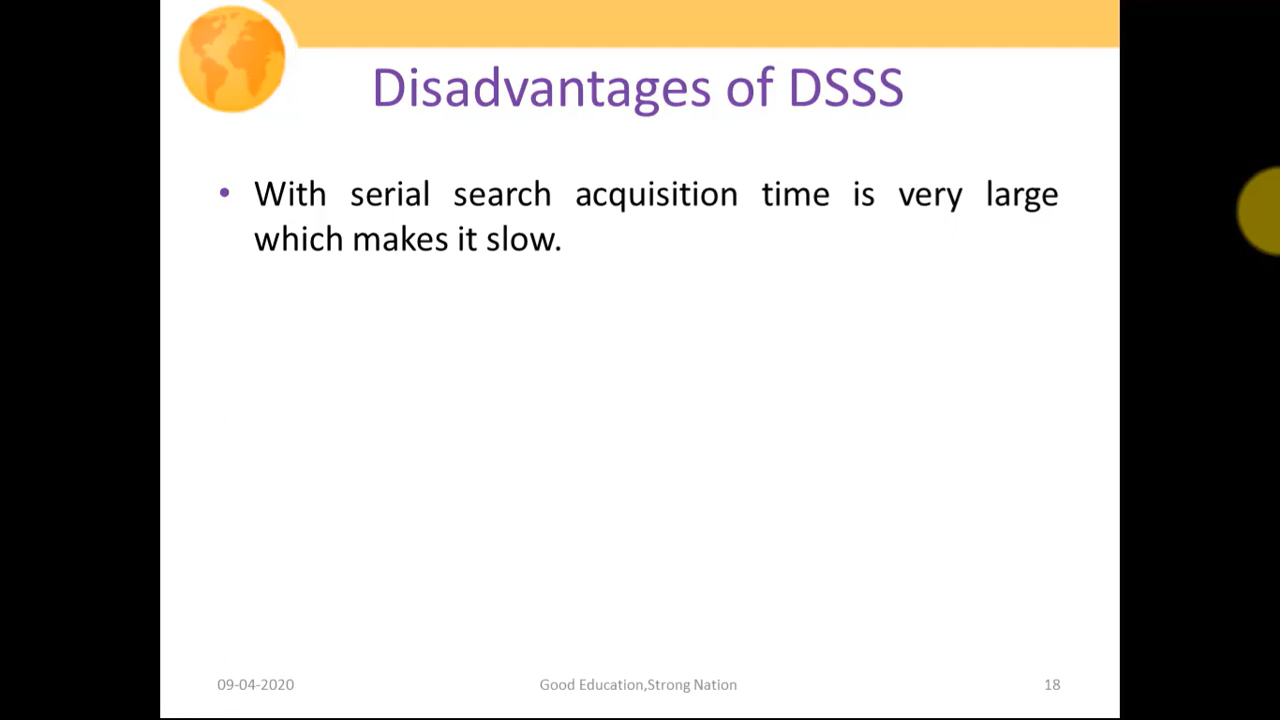 Disadvantages of DSSS
• With serial search acquisition time is very large
which makes it slow.
09-04-2020
Good Education,Strong Nation
18